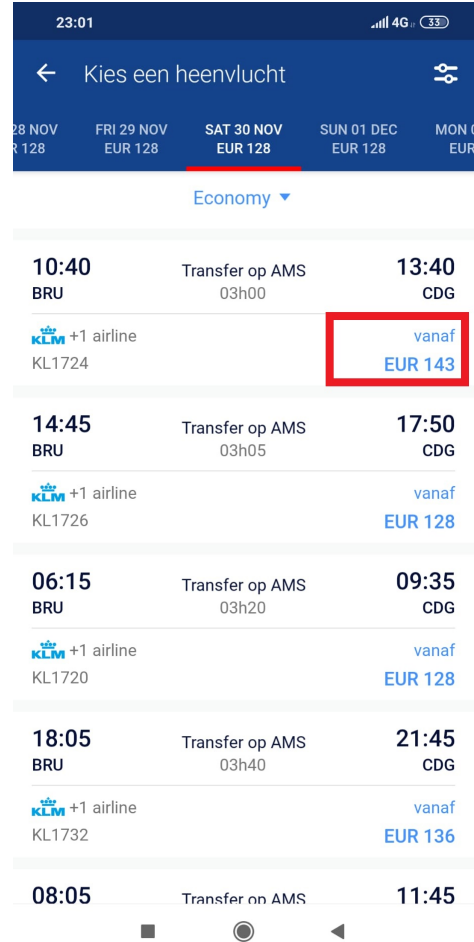 23:01 4G 33
Kies een heenvlucht
28 NOV FRI 29 NOV SAT 30 NOV SUN 01 DEC MON 0
R 128 EUR 128 EUR 128 EUR 128 EUR
Economy
10:40 Transfer op AMS 13:40
BRU 03h00 CDG
KLM +1 airline vanaf
KL1724 EUR 143
14:45 Transfer op AMS 17:50
BRU 03h05 CDG
KLM +1 airline vanaf
KL1726 EUR 128
06:15 Transfer op AMS 09:35
BRU 03h20 CDG
KLM +1 airline vanaf
KL1720 EUR 128
18:05 Transfer op AMS 21:45
BRU 03h40 CDG
KLM +1 airline vanaf
KL1732 EUR 136
08:05 Transfer op AMS 11:45